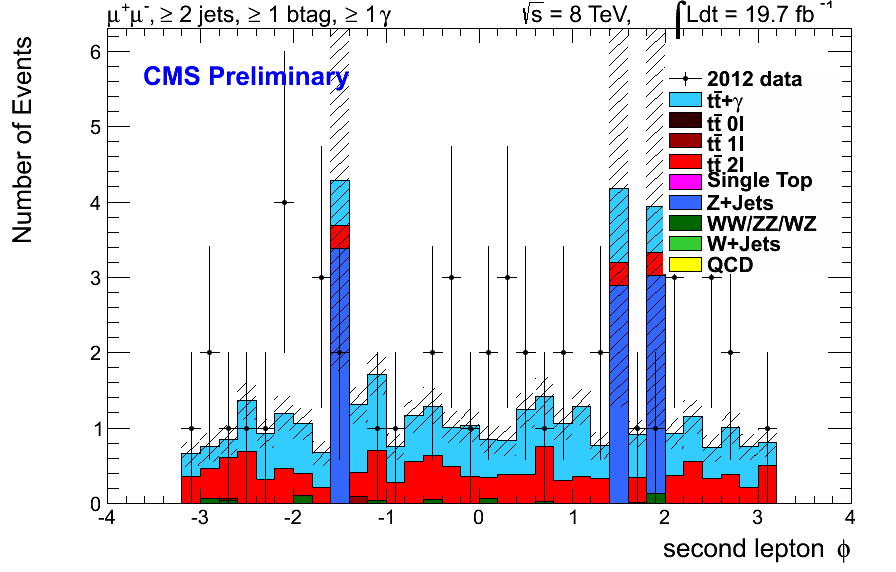 μ⁺μ⁻, ≥ 2 jets, ≥ 1 btag, ≥ 1 γ   √s = 8 TeV, ∫Ldt = 19.7 fb⁻¹
CMS Preliminary
Number of Events
6
5
4
3
2
1
0
2012 data
tt̄+γ
tt̄ 0l
tt̄ 1l
tt̄ 2l
Single Top
Z+Jets
WW/ZZ/WZ
W+Jets
QCD
-4 -3 -2 -1 0 1 2 3 4
second lepton ϕ